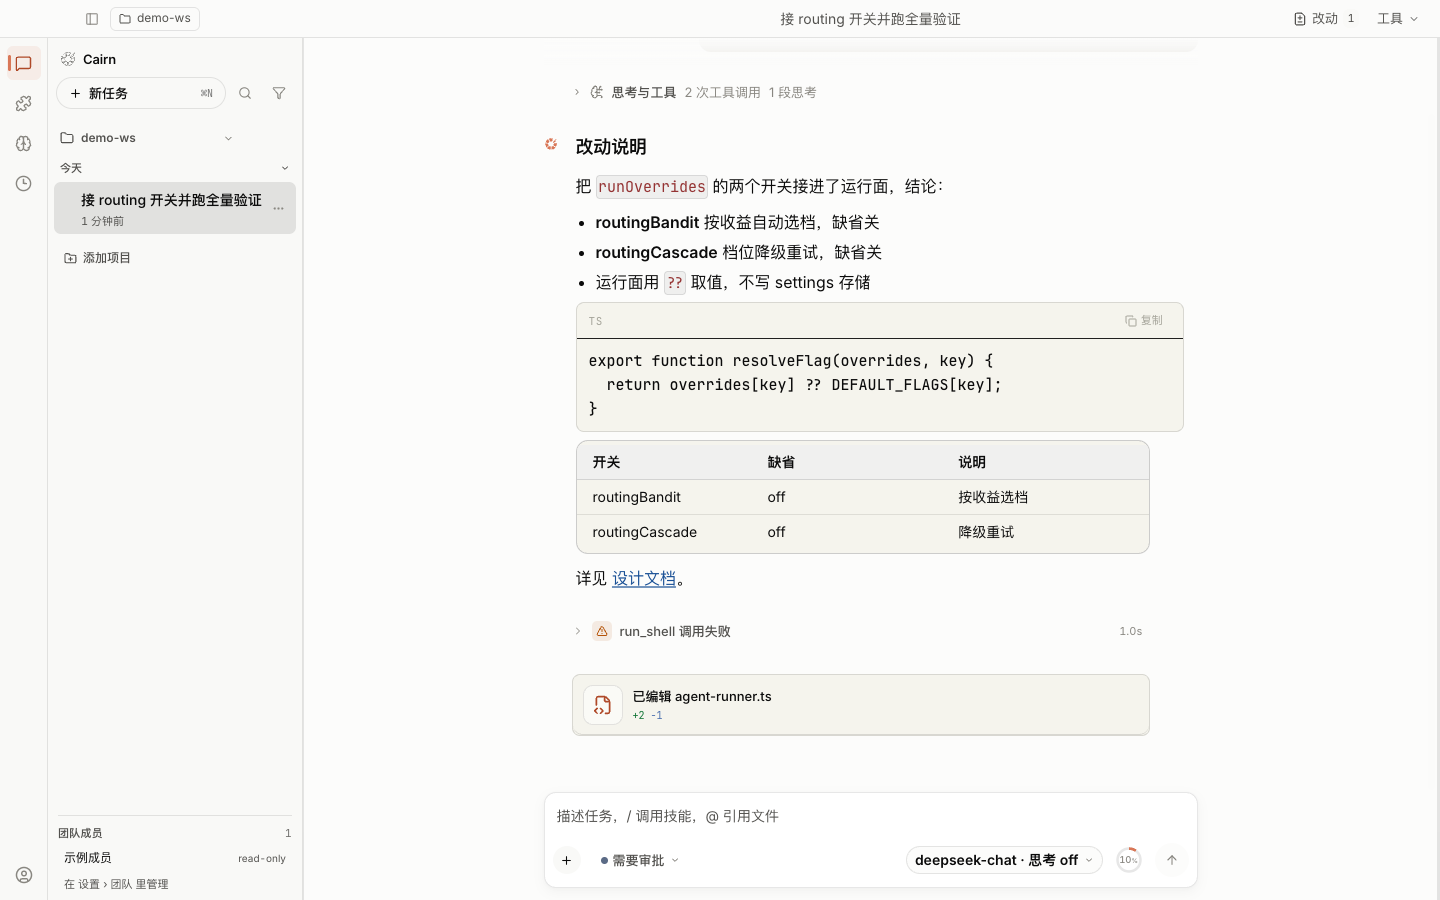 demo-ws
接 routing 开关并跑全量验证
改动 1
工具
Cairn
新任务 ⌘N
demo-ws
今天
接 routing 开关并跑全量验证
1 分钟前
添加项目
团队成员 1
示例成员 read-only
在 设置 › 团队 里管理
思考与工具 2 次工具调用 1 段思考
改动说明
把 runOverrides 的两个开关接进了运行面，结论：
• routingBandit 按收益自动选档，缺省关
• routingCascade 档位降级重试，缺省关
• 运行面用 ?? 取值，不写 settings 存储
TS 复制
export function resolveFlag(overrides, key) {
  return overrides[key] ?? DEFAULT_FLAGS[key];
}
开关 缺省 说明
routingBandit off 按收益选档
routingCascade off 降级重试
详见 设计文档。
run_shell 调用失败 1.0s
已编辑 agent-runner.ts
+2 -1
描述任务，/ 调用技能，@ 引用文件
需要审批
deepseek-chat · 思考 off
10%